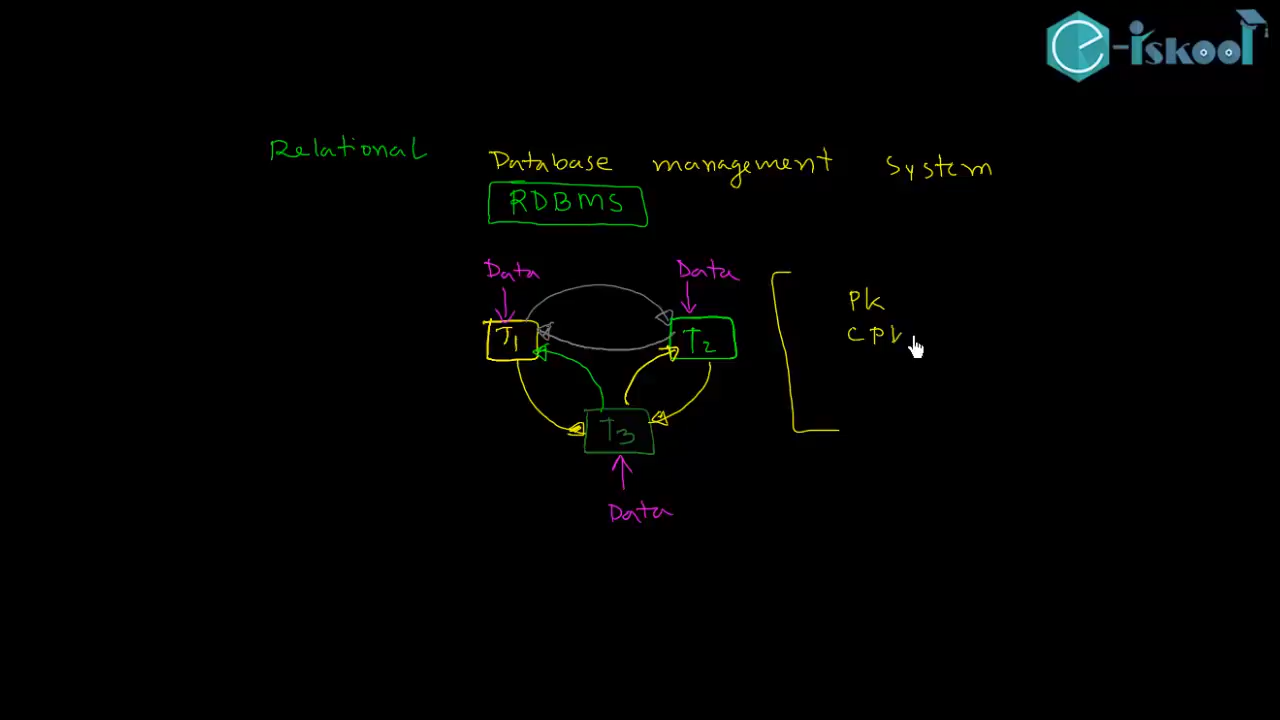 e-iskool
Relational Database management system
RDBMS
Data Data
T1 T2
T3
Data
PK
CPK